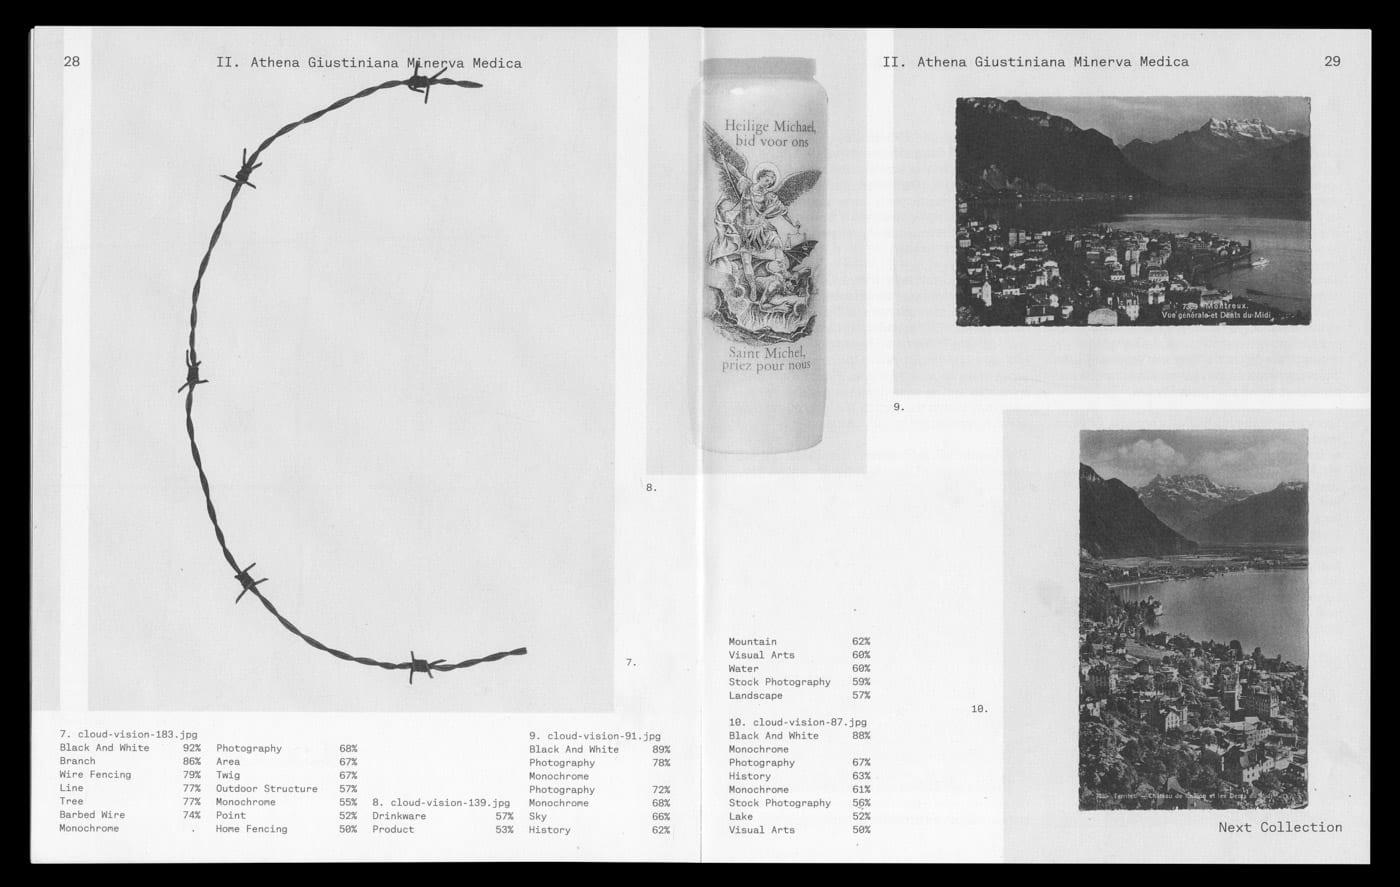 28
II. Athena Giustiniana Minerva Medica
II. Athena Giustiniana Minerva Medica
29
Heilige Michael,
bid voor ons
Saint Michel,
priez pour nous
Montreux.
Vue générale et Dents du Midi
9.
8.
7.
10.
Territet - Château de Chillon et les Dents du Midi
7. cloud-vision-183.jpg
Black And White 92%
Branch 86%
Wire Fencing 79%
Line 77%
Tree 77%
Barbed Wire 74%
Monochrome
Photography 68%
Area 67%
Twig 67%
Outdoor Structure 57%
Monochrome 55%
Point 52%
Home Fencing 50%
8. cloud-vision-139.jpg
Drinkware 57%
Product 53%
9. cloud-vision-91.jpg
Black And White 89%
Photography 78%
Monochrome
Photography 72%
Monochrome 68%
Sky 66%
History 62%
Mountain 62%
Visual Arts 60%
Water 60%
Stock Photography 59%
Landscape 57%
10. cloud-vision-87.jpg
Black And White 88%
Monochrome
Photography 67%
History 63%
Monochrome 61%
Stock Photography 56%
Lake 52%
Visual Arts 50%
Next Collection